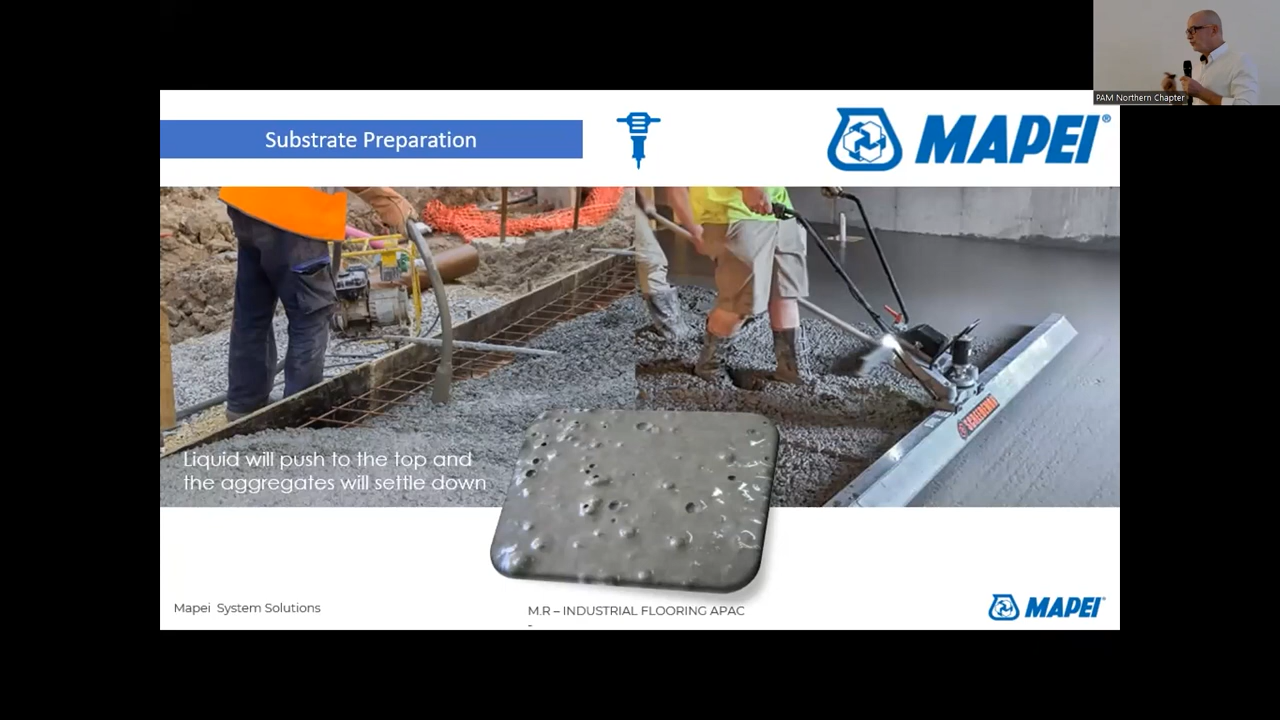 PAM Northern Chapter
Substrate Preparation
MAPEI®
SCREEDEMON
Liquid will push to the top and
the aggregates will settle down
Mapei System Solutions
M.R – INDUSTRIAL FLOORING APAC
-
MAPEI®